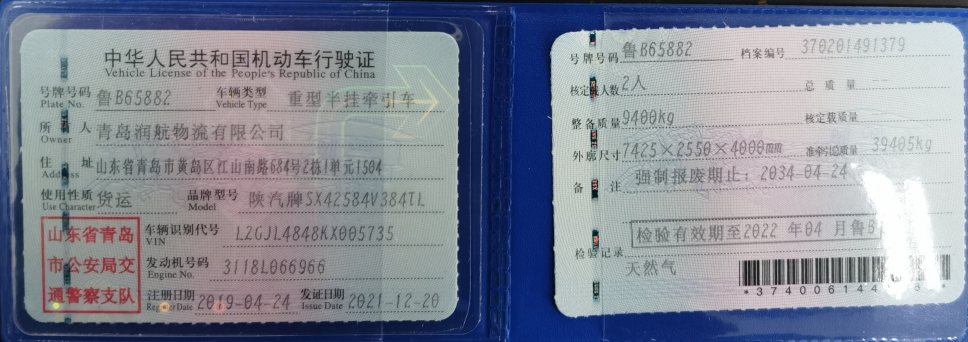 中华人民共和国机动车行驶证
Vehicle License of the People's Republic of China
号牌号码 鲁B65882 车辆类型 重型半挂牵引车
Plate No. Vehicle Type
所有人 青岛润航物流有限公司
Owner
住址 山东省青岛市黄岛区江山南路684号2栋1单元1504
Address
使用性质 货运 品牌型号 陕汽牌SX42584V384TL
Use Character Model
山东省青岛
市公安局交
通警察支队
车辆识别代号 LZGJL4848KX005735
VIN
发动机号码 3118L066966
Engine No.
注册日期 2019-04-24 发证日期 2021-12-20
Register Date Issue Date
号牌号码 鲁B65882 档案编号 370201491379
核定载人数 2人 总质量 --
整备质量 9400kg 核定载质量 --
外廓尺寸 7425×2550×4000mm 准牵引总质量 39405kg
备注 强制报废期止：2034-04-24
检验记录 检验有效期至2022年04月鲁B
天然气
*37400614